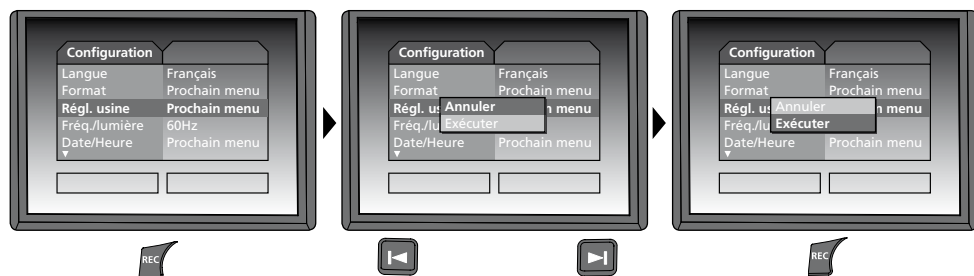 Configuration
Langue Français
Format Prochain menu
Régl. usine Prochain menu
Fréq./lumière 60Hz
Date/Heure Prochain menu
REC
Configuration
Langue Français
Format Prochain menu
Régl. us n menu
Annuler
Fréq./lu
Exécuter
Date/Heure Prochain menu
Configuration
Langue Français
Format Prochain menu
Régl. us n menu
Annuler
Fréq./lu
Exécuter
Date/Heure Prochain menu
REC